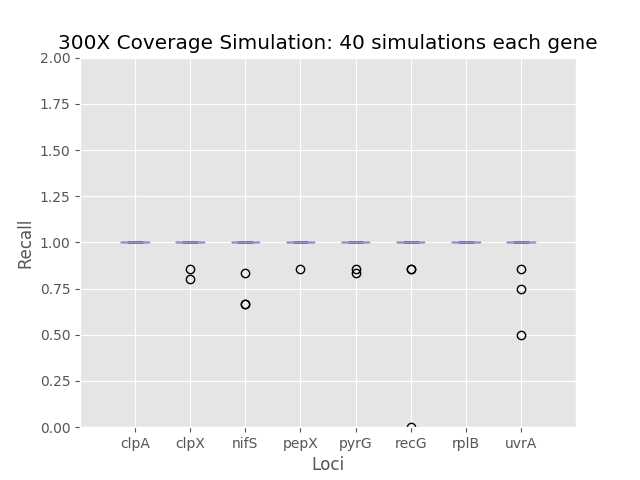 300X Coverage Simulation: 40 simulations each gene
2.00
1.75
1.50
1.25
1.00
0.75
0.50
0.25
0.00
Recall
clpA clpX nifS pepX pyrG recG rplB uvrA
Loci